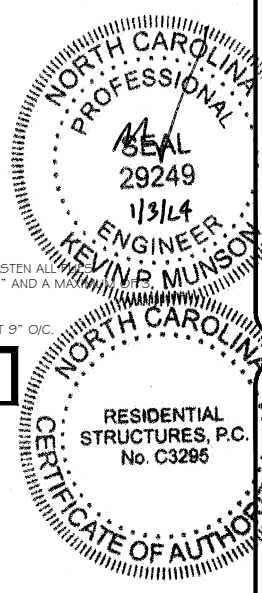 NORTH CAROLINA
PROFESSIONAL
SEAL
29249
1/3/24
ENGINEER
KEVIN P. MUNSON
STEN ALL
" AND A MAXIMUM OF 3
T 9" O/C.
NORTH CAROLINA
RESIDENTIAL
STRUCTURES, P.C.
No. C3295
CERTIFICATE OF AUTHOR